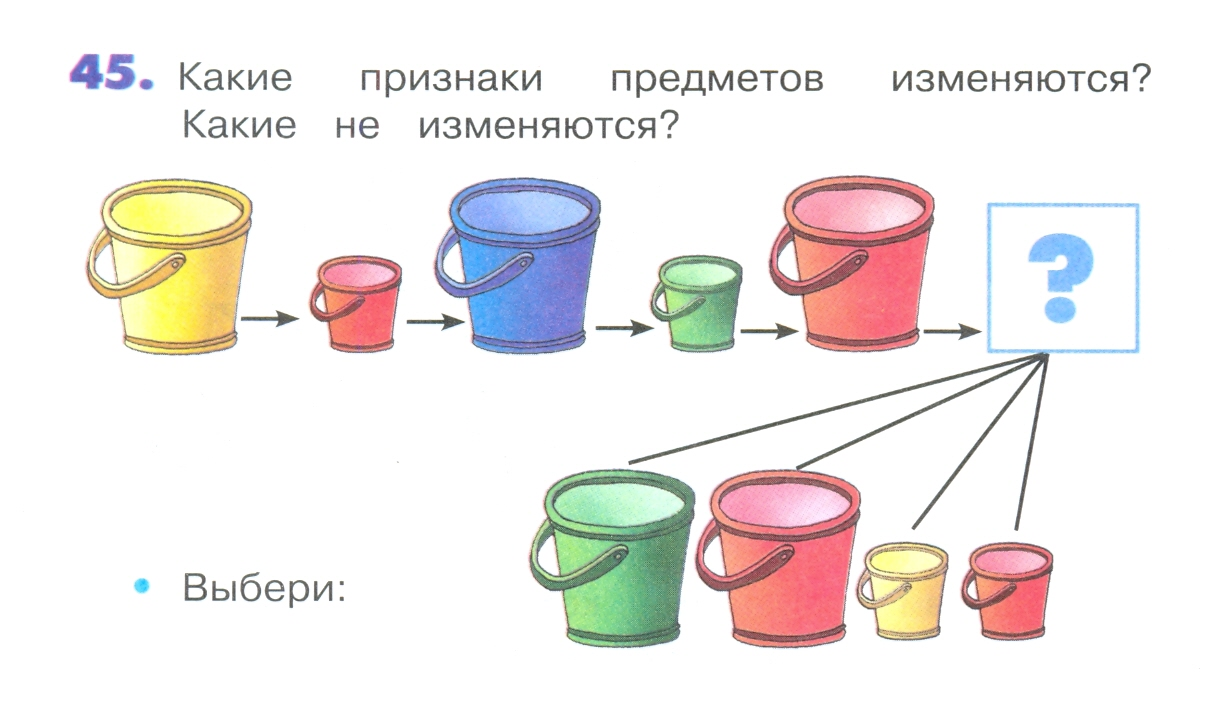 45. Какие признаки предметов изменяются?
Какие не изменяются?
?
• Выбери: